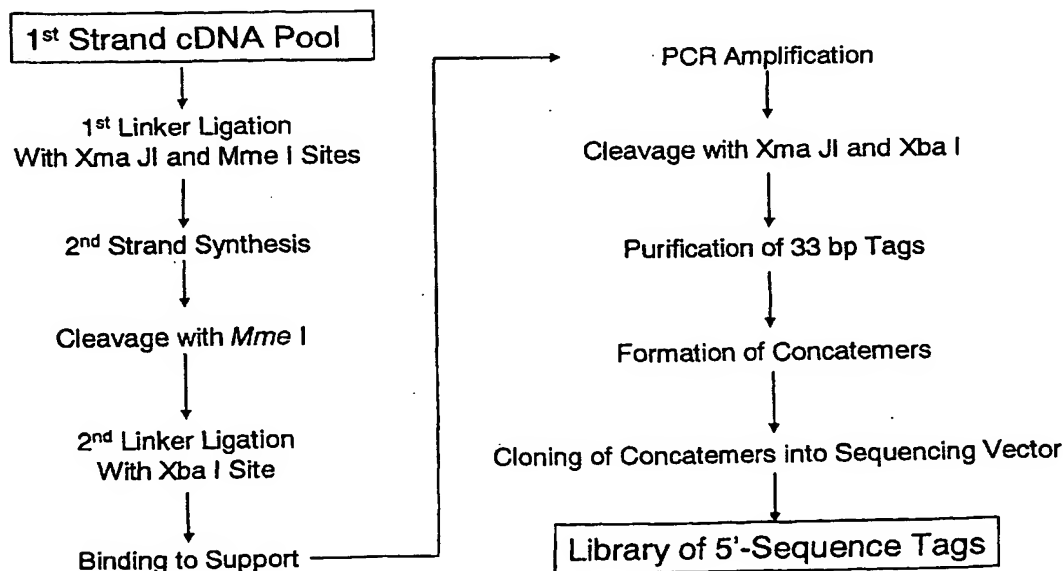 1st Strand cDNA Pool
1st Linker Ligation
With Xma JI and Mme I Sites
2nd Strand Synthesis
Cleavage with Mme I
2nd Linker Ligation
With Xba I Site
Binding to Support
PCR Amplification
Cleavage with Xma JI and Xba I
Purification of 33 bp Tags
Formation of Concatemers
Cloning of Concatemers into Sequencing Vector
Library of 5'-Sequence Tags